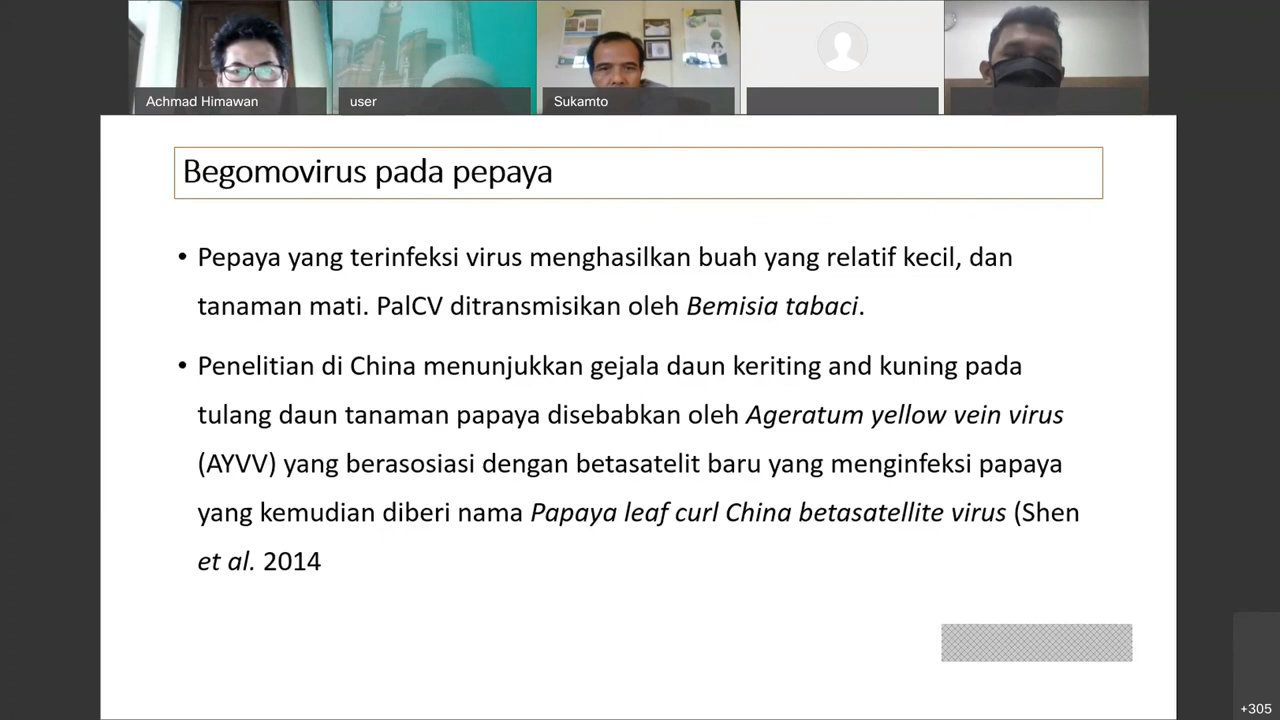 Achmad Himawan
user
Sukamto
Begomovirus pada pepaya
• Pepaya yang terinfeksi virus menghasilkan buah yang relatif kecil, dan
tanaman mati. PalCV ditransmisikan oleh Bemisia tabaci.
• Penelitian di China menunjukkan gejala daun keriting and kuning pada
tulang daun tanaman papaya disebabkan oleh Ageratum yellow vein virus
(AYVV) yang berasosiasi dengan betasatelit baru yang menginfeksi papaya
yang kemudian diberi nama Papaya leaf curl China betasatellite virus (Shen
et al. 2014
+305